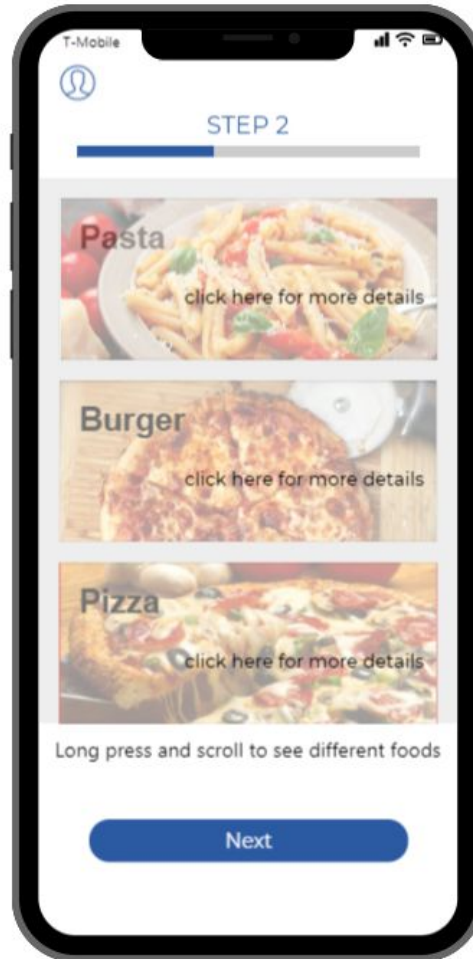 T-Mobile
STEP 2
Pasta
click here for more details
Burger
click here for more details
Pizza
click here for more details
Long press and scroll to see different foods
Next